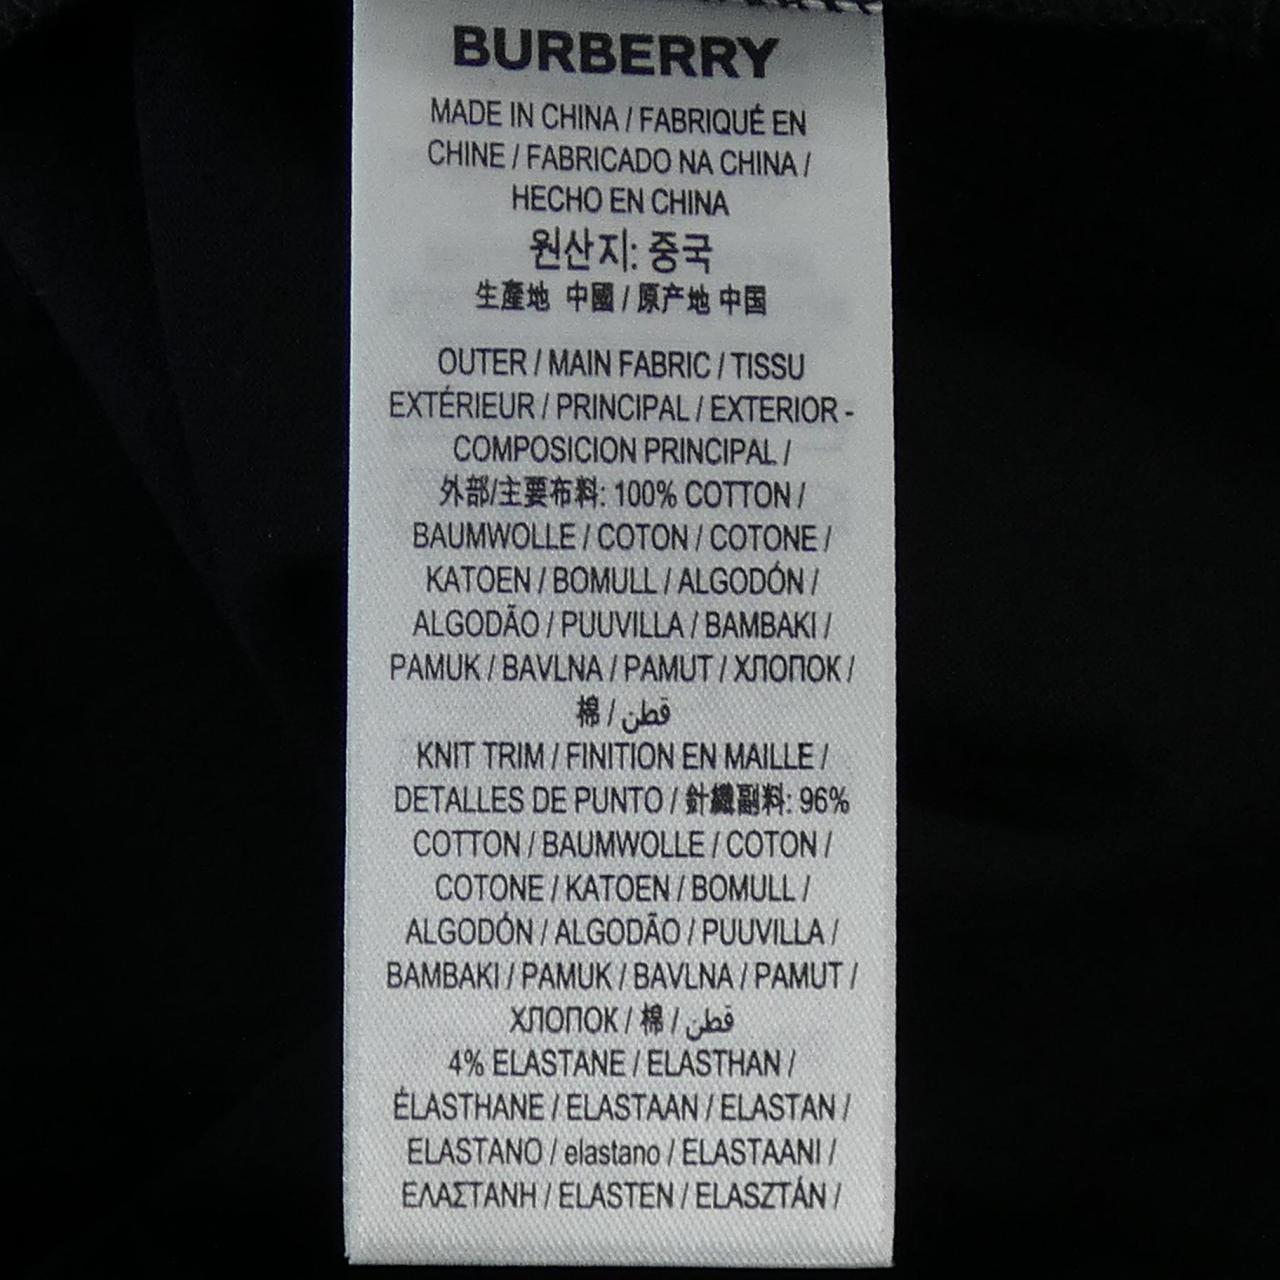 BURBERRY
MADE IN CHINA / FABRIQUÉ EN
CHINE / FABRICADO NA CHINA /
HECHO EN CHINA
원산지: 중국
生產地 中國 / 原产地 中国
OUTER / MAIN FABRIC / TISSU
EXTÉRIEUR / PRINCIPAL / EXTERIOR -
COMPOSICION PRINCIPAL /
外部/主要布料: 100% COTTON /
BAUMWOLLE / COTON / COTONE /
KATOEN / BOMULL / ALGODÓN /
ALGODÃO / PUUVILLA / BAMBAKI /
PAMUK / BAVLNA / PAMUT / ХЛОПОК /
棉 / قطن
KNIT TRIM / FINITION EN MAILLE /
DETALLES DE PUNTO / 針織副料: 96%
COTTON / BAUMWOLLE / COTON /
COTONE / KATOEN / BOMULL /
ALGODÓN / ALGODÃO / PUUVILLA /
BAMBAKI / PAMUK / BAVLNA / PAMUT /
ХЛОПОК / 棉 / قطن
4% ELASTANE / ELASTHAN /
ÉLASTHANE / ELASTAAN / ELASTAN /
ELASTANO / elastano / ELASTAANI /
ΕΛΑΣΤΑΝΗ / ELASTEN / ELASZTÁN /